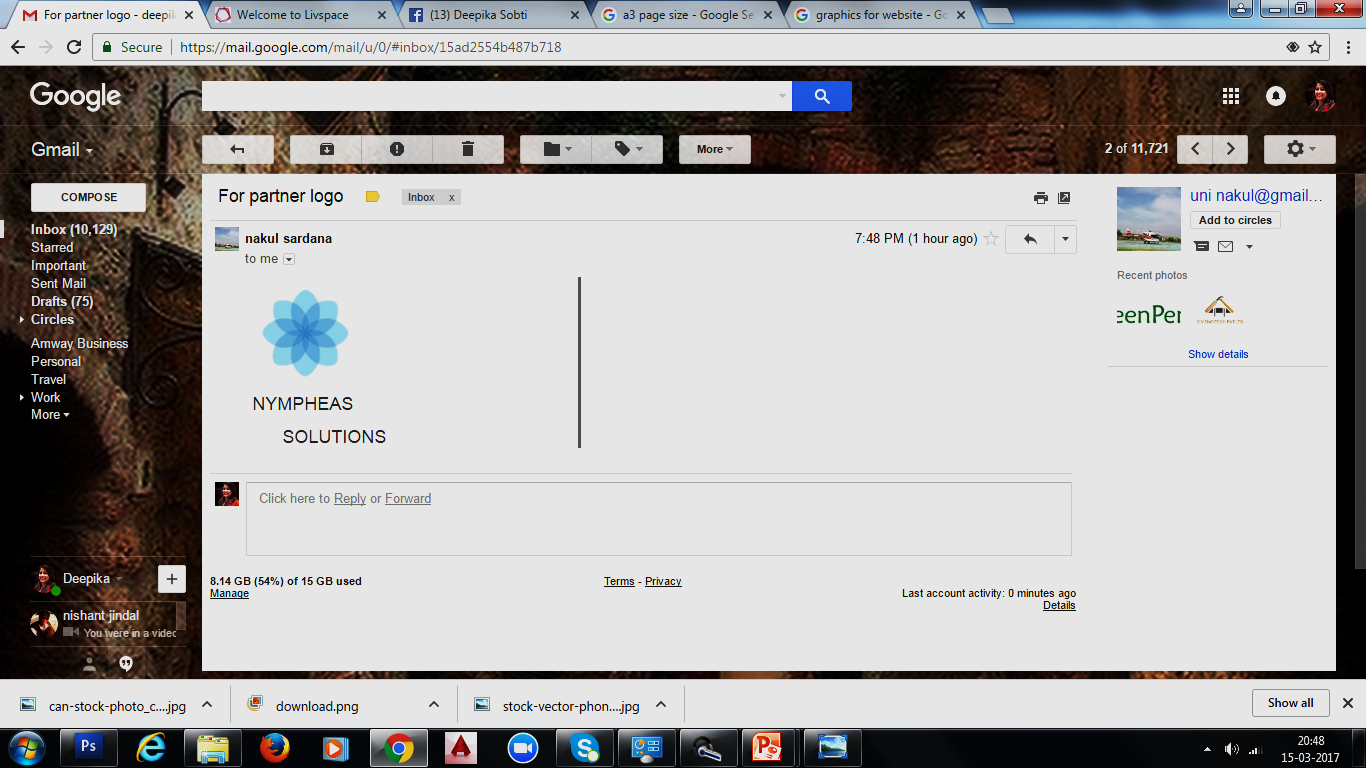 For partner logo - deepik
Welcome to Livspace
(13) Deepika Sobti
a3 page size - Google Se
graphics for website - Go
Secure
https://mail.google.com/mail/u/0/#inbox/15ad2554b487b718
Google
Gmail
More
2 of 11,721
COMPOSE
Inbox (10,129)
Starred
Important
Sent Mail
Drafts (75)
Circles
Amway Business
Personal
Travel
Work
More
For partner logo
Inbox x
nakul sardana
to me
7:48 PM (1 hour ago)
NYMPHEAS
SOLUTIONS
Click here to Reply or Forward
8.14 GB (54%) of 15 GB used
Manage
Terms - Privacy
Last account activity: 0 minutes ago
Details
uni nakul@gmail...
Add to circles
Recent photos
eenPer
Show details
Deepika
nishant jindal
You were in a videc
can-stock-photo_c....jpg
download.png
stock-vector-phon....jpg
Show all
Ps
20:48
15-03-2017